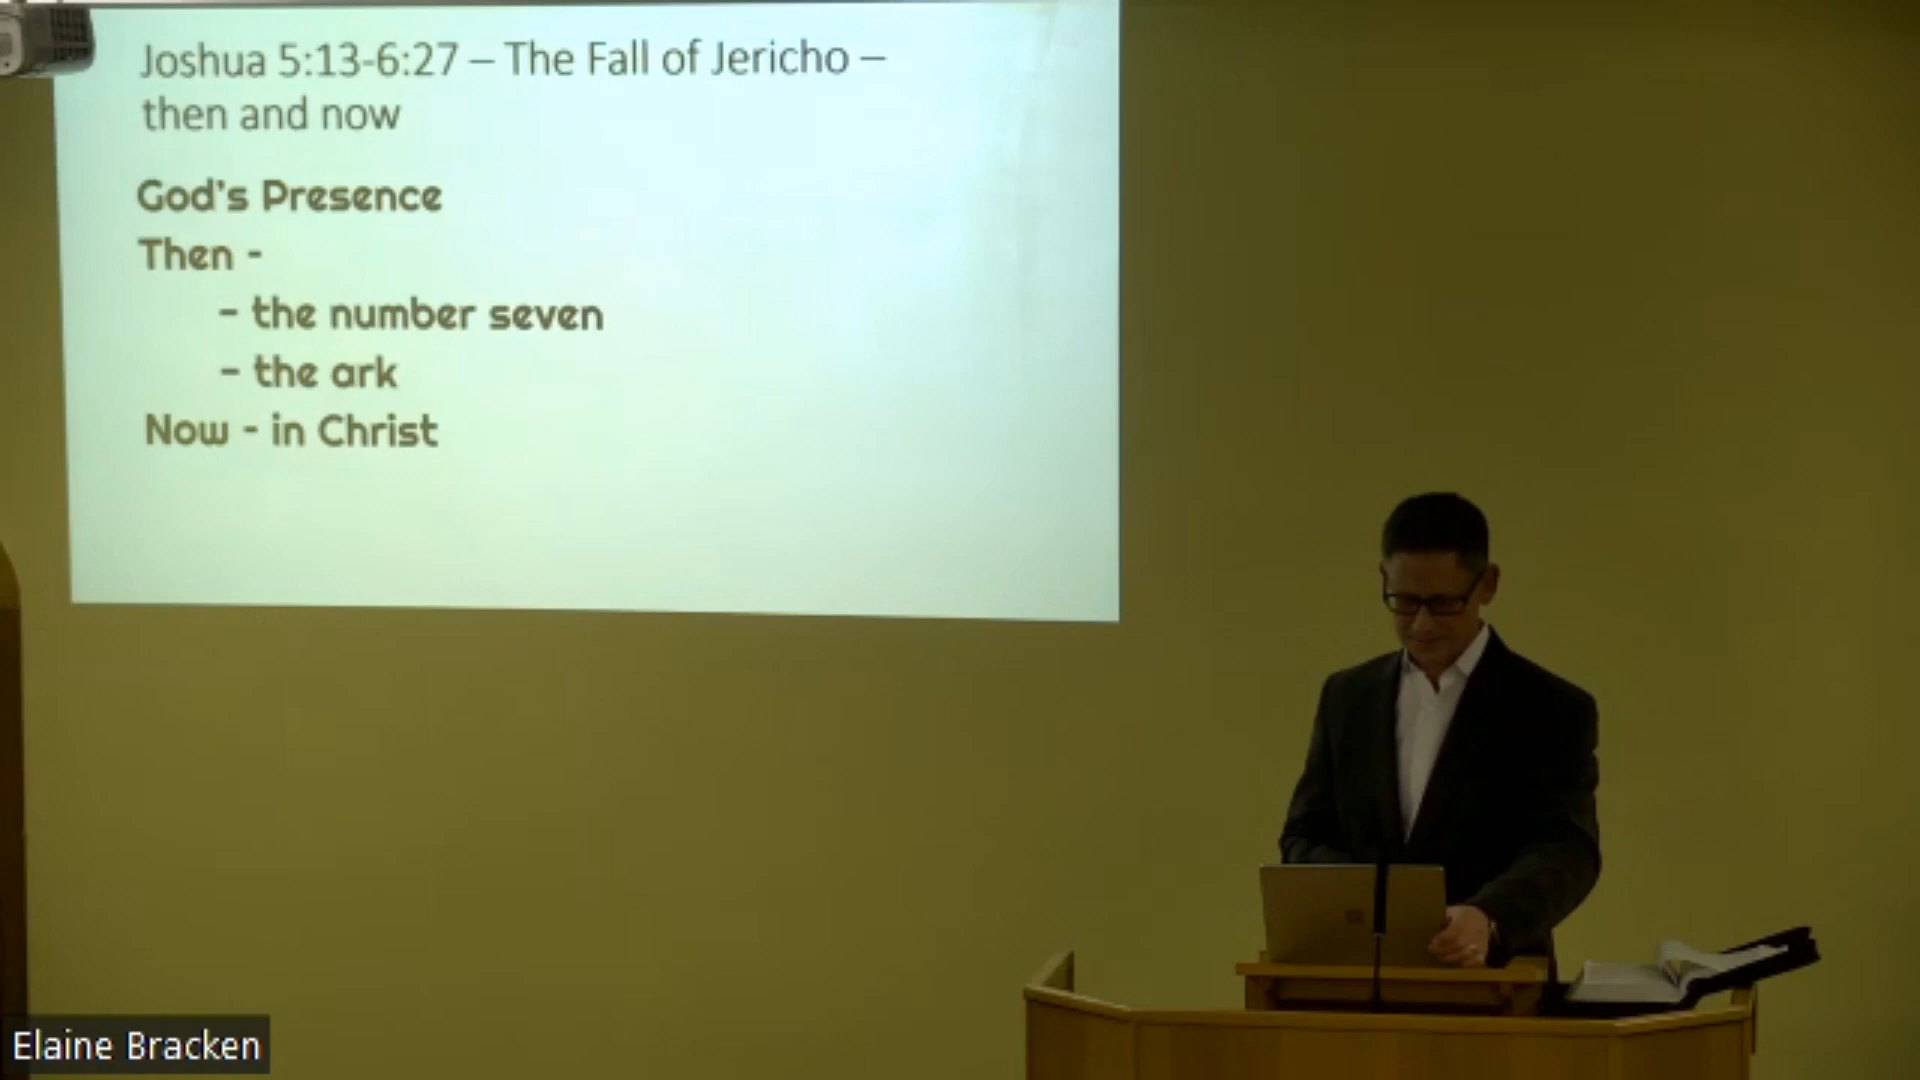 Joshua 5:13-6:27 – The Fall of Jericho –
then and now
God's Presence
Then -
- the number seven
- the ark
Now - in Christ
Elaine Bracken